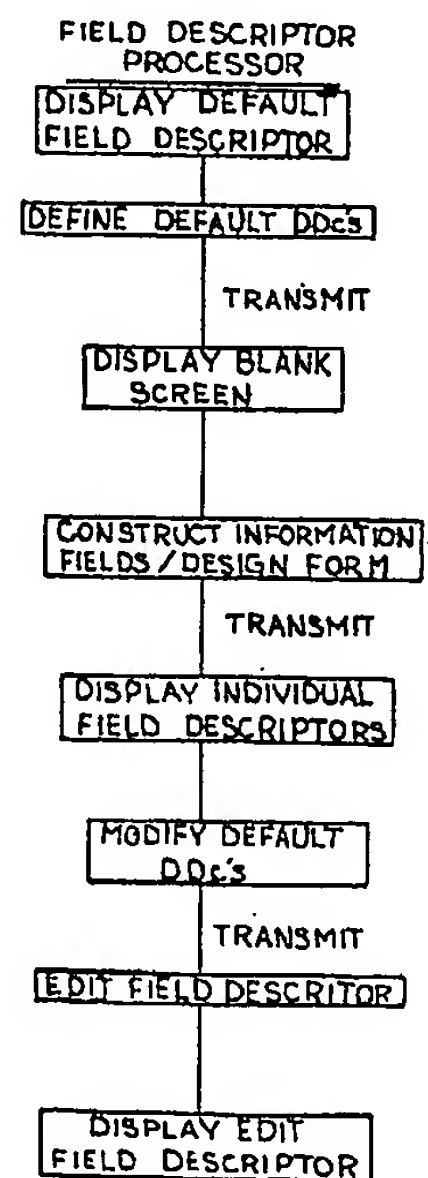 FIELD DESCRIPTOR
PROCESSOR
DISPLAY DEFAULT
FIELD DESCRIPTOR
DEFINE DEFAULT DDc's
TRANSMIT
DISPLAY BLANK
SCREEN
CONSTRUCT INFORMATION
FIELDS/DESIGN FORM
TRANSMIT
DISPLAY INDIVIDUAL
FIELD DESCRIPTORS
MODIFY DEFAULT
DDc's
TRANSMIT
EDIT FIELD DESCRITOR
DISPLAY EDIT
FIELD DESCRIPTOR